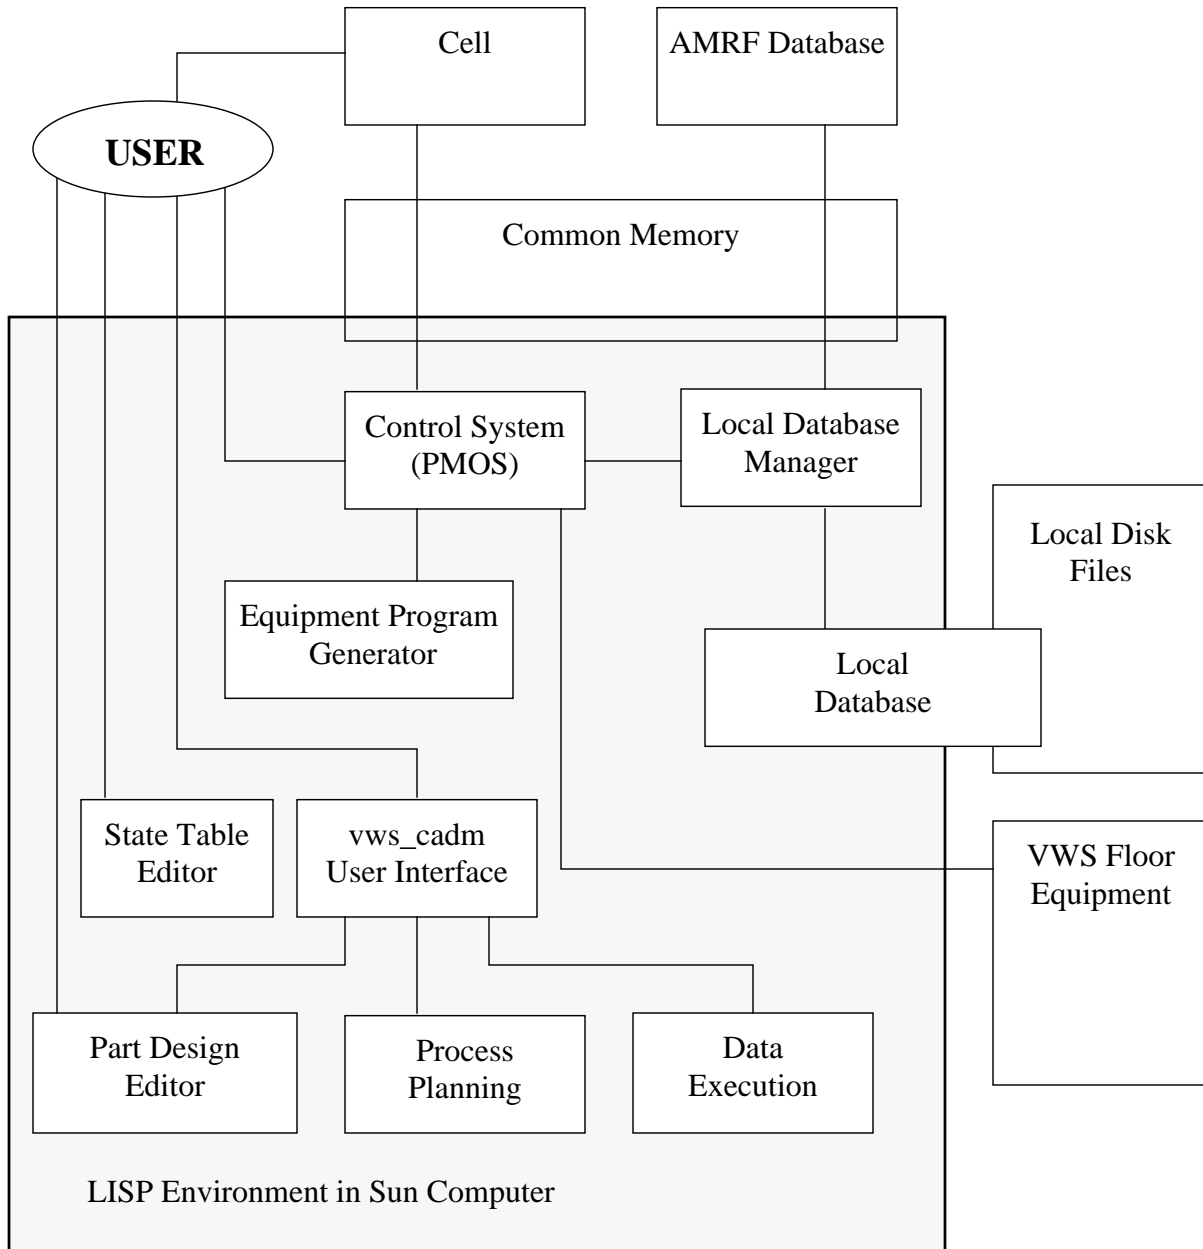 Cell
AMRF Database
USER
Common Memory
Control System
(PMOS)
Local Database
Manager
Local Disk
Files
Equipment Program
Generator
Local
Database
State Table
Editor
vws_cadm
User Interface
VWS Floor
Equipment
Part Design
Editor
Process
Planning
Data
Execution
LISP Environment in Sun Computer